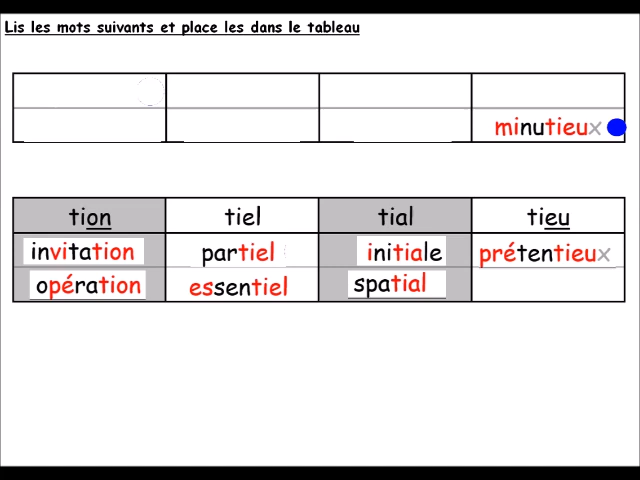 Lis les mots suivants et place les dans le tableau
minutieux
tion tiel tial tieu
invitation partiel initiale prétentieux
opération essentiel spatial